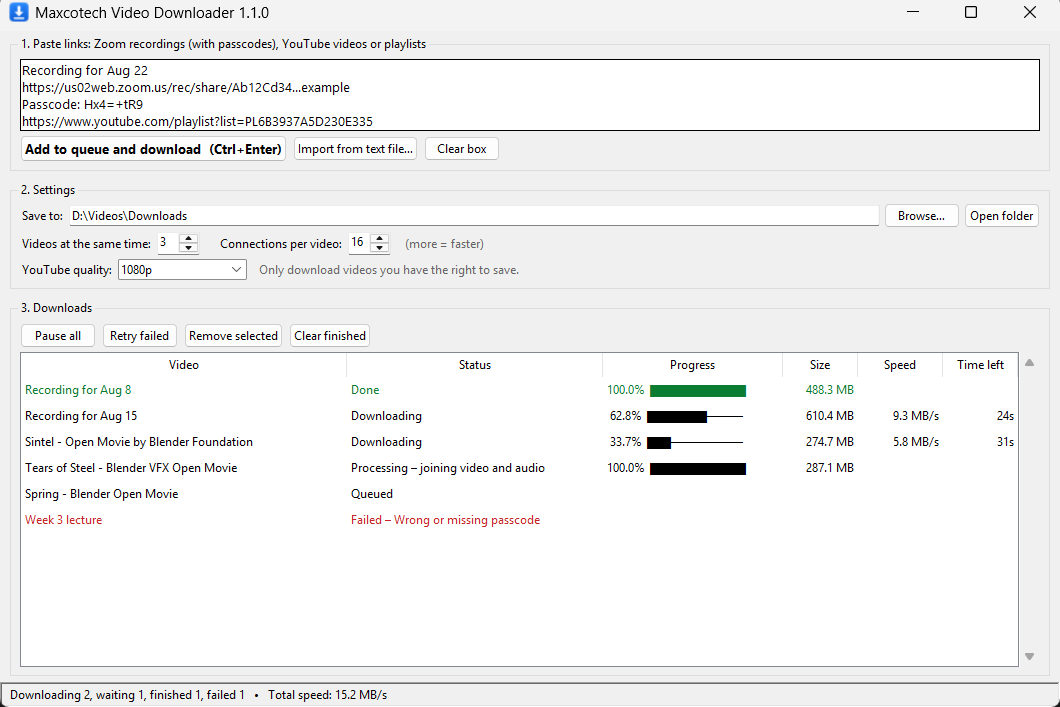 Maxcotech Video Downloader 1.1.0
1. Paste links: Zoom recordings (with passcodes), YouTube videos or playlists
Recording for Aug 22
https://us02web.zoom.us/rec/share/Ab12Cd34...example
Passcode: Hx4=+tR9
https://www.youtube.com/playlist?list=PL6B3937A5D230E335
Add to queue and download (Ctrl+Enter) Import from text file... Clear box
2. Settings
Save to: D:\Videos\Downloads Browse... Open folder
Videos at the same time: 3 Connections per video: 16 (more = faster)
YouTube quality: 1080p Only download videos you have the right to save.
3. Downloads
Pause all Retry failed Remove selected Clear finished
Video Status Progress Size Speed Time left
Recording for Aug 8 Done 100.0% 488.3 MB
Recording for Aug 15 Downloading 62.8% 610.4 MB 9.3 MB/s 24s
Sintel - Open Movie by Blender Foundation Downloading 33.7% 274.7 MB 5.8 MB/s 31s
Tears of Steel - Blender VFX Open Movie Processing – joining video and audio 100.0% 287.1 MB
Spring - Blender Open Movie Queued
Week 3 lecture Failed – Wrong or missing passcode
Downloading 2, waiting 1, finished 1, failed 1 • Total speed: 15.2 MB/s